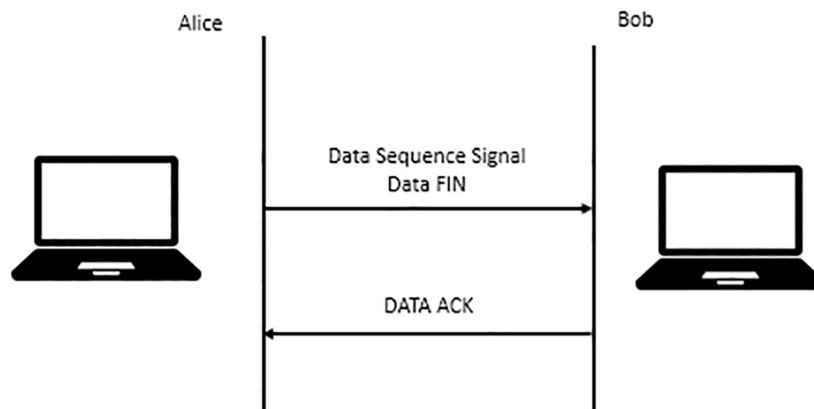 Alice
Bob
Data Sequence Signal
Data FIN
DATA ACK